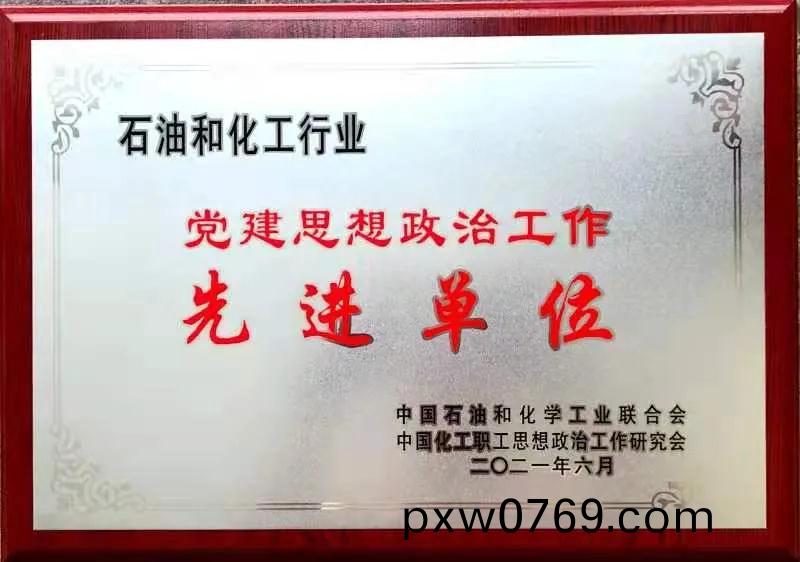 石油和化工行业
党建思想政治工作
先进单位
中国石油和化学工业联合会
中国化工职工思想政治工作研究会
二〇二一年六月
pxw0769.com